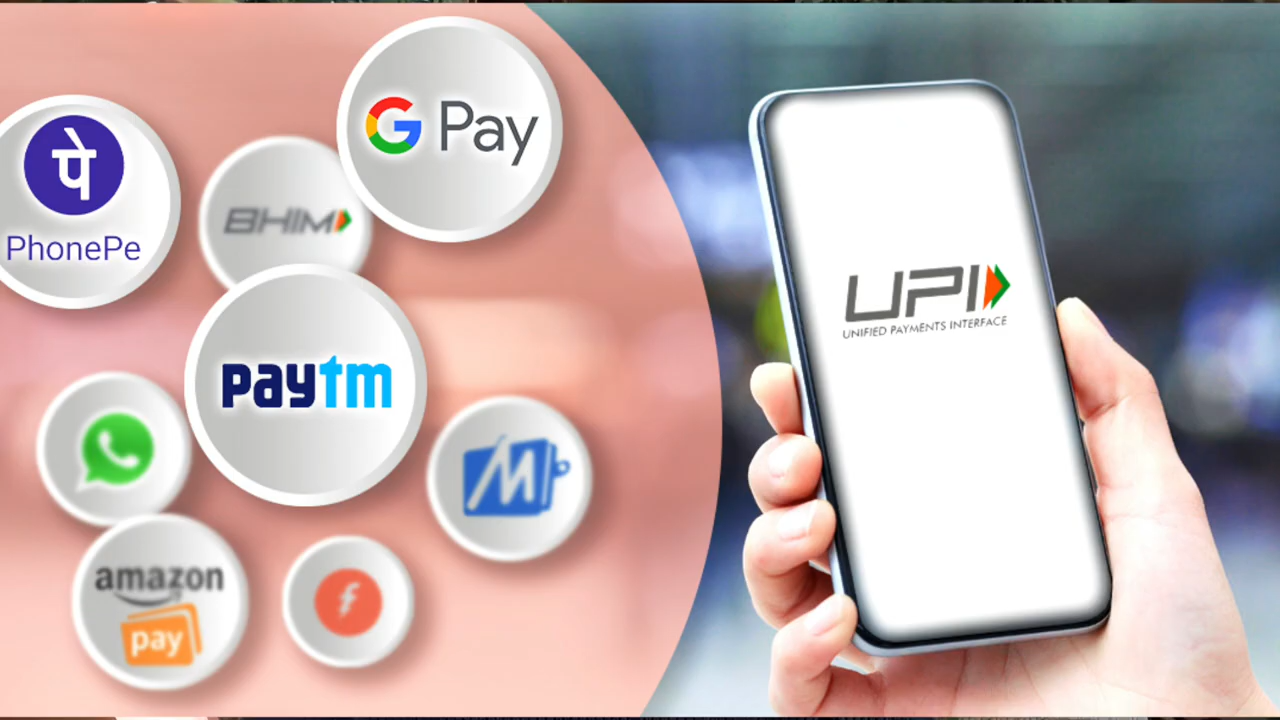 पे
PhonePe
BHIM
G Pay
paytm
M
amazon
pay
f
UPI
UNIFIED PAYMENTS INTERFACE